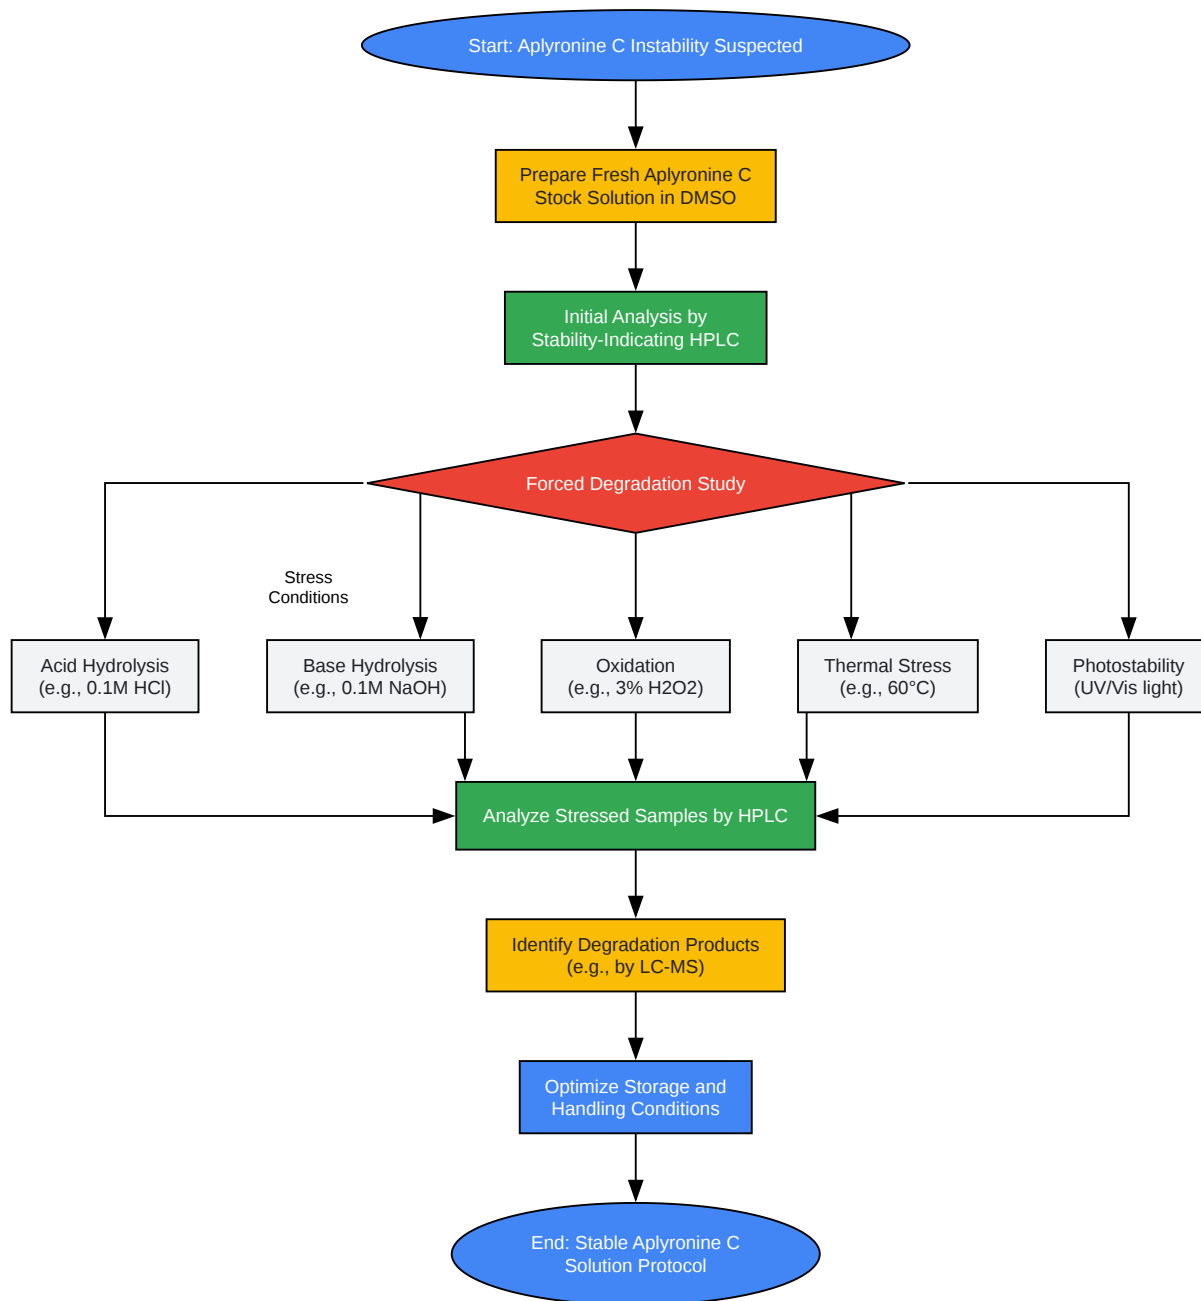 Start: Aplyronine C Instability Suspected
Prepare Fresh Aplyronine C
Stock Solution in DMSO
Initial Analysis by
Stability-Indicating HPLC
Forced Degradation Study
Stress
Conditions
Acid Hydrolysis
(e.g., 0.1M HCl)
Base Hydrolysis
(e.g., 0.1M NaOH)
Oxidation
(e.g., 3% H2O2)
Thermal Stress
(e.g., 60°C)
Photostability
(UV/Vis light)
Analyze Stressed Samples by HPLC
Identify Degradation Products
(e.g., by LC-MS)
Optimize Storage and
Handling Conditions
End: Stable Aplyronine C
Solution Protocol